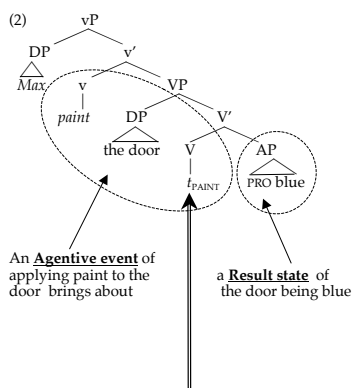 (2)
vP
DP v'
Max v VP
paint DP V'
the door V AP
tPAINT PRO blue
An Agentive event of
applying paint to the
door brings about
a Result state of
the door being blue